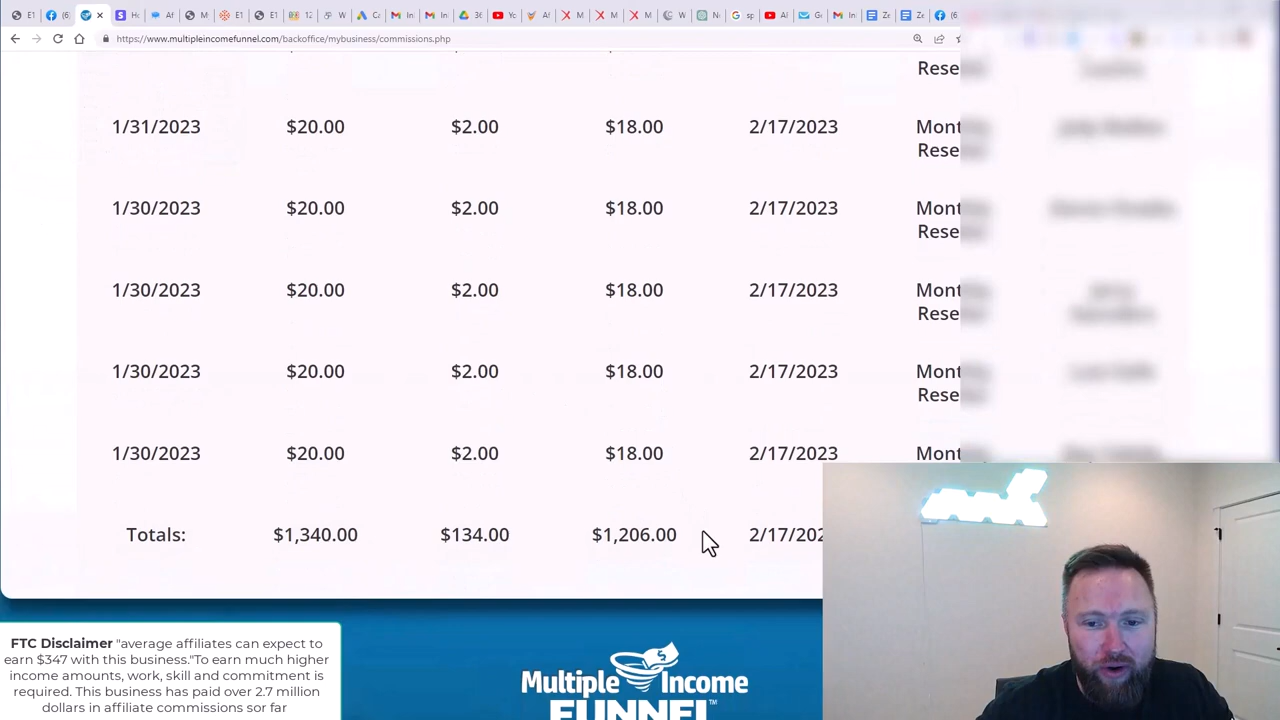 https://www.multipleincomefunnel.com/backoffice/mybusiness/commissions.php
Rese
1/31/2023 $20.00 $2.00 $18.00 2/17/2023 Mont
Rese
1/30/2023 $20.00 $2.00 $18.00 2/17/2023 Mont
Rese
1/30/2023 $20.00 $2.00 $18.00 2/17/2023 Mont
Rese
1/30/2023 $20.00 $2.00 $18.00 2/17/2023 Mont
Rese
1/30/2023 $20.00 $2.00 $18.00 2/17/2023 Mont
Totals: $1,340.00 $134.00 $1,206.00 2/17/202
FTC Disclaimer "average affiliates can expect to
earn $347 with this business."To earn much higher
income amounts, work, skill and commitment is
required. This business has paid over 2.7 million
dollars in affiliate commissions sor far
Multiple Income
FUNNEL™